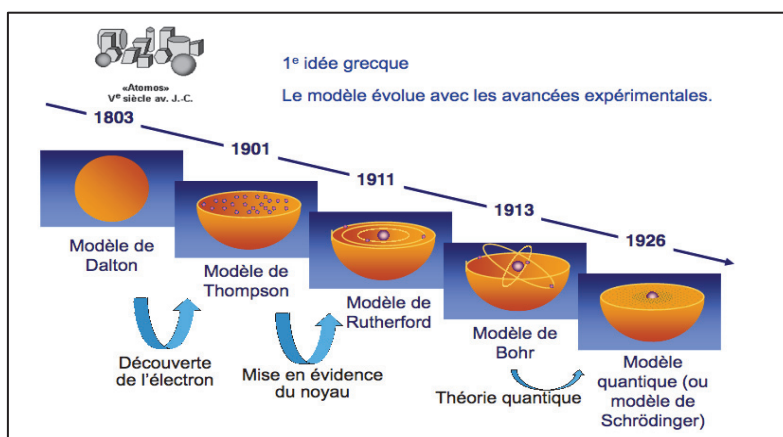 «Atomos»
Ve siècle av. J.-C.
1e idée grecque
Le modèle évolue avec les avancées expérimentales.
1803
1901
1911
1913
1926
Modèle de
Dalton
Modèle de
Thompson
Modèle de
Rutherford
Modèle de
Bohr
Modèle
quantique (ou
modèle de
Schrödinger)
Découverte
de l'électron
Mise en évidence
du noyau
Théorie quantique